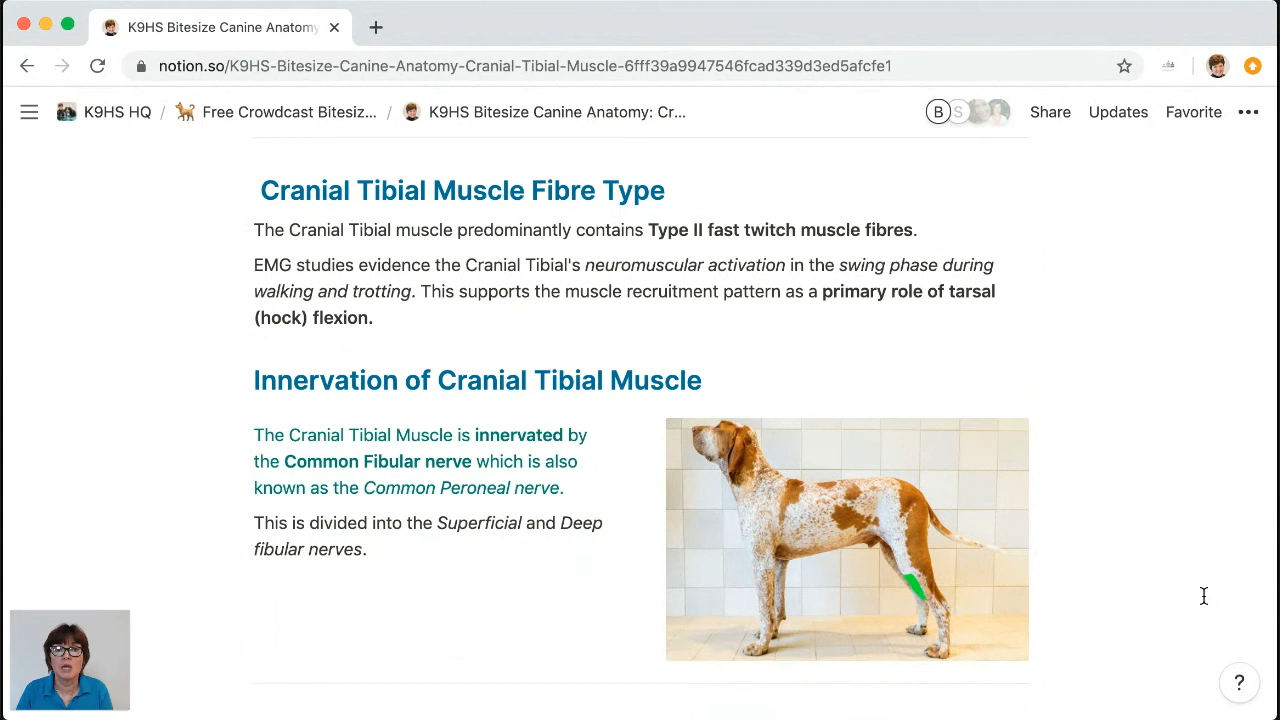 K9HS Bitesize Canine Anatomy
notion.so/K9HS-Bitesize-Canine-Anatomy-Cranial-Tibial-Muscle-6fff39a9947546fcad339d3ed5afcfe1
K9HS HQ / Free Crowdcast Bitesiz... / K9HS Bitesize Canine Anatomy: Cr... B S Share Updates Favorite
Cranial Tibial Muscle Fibre Type
The Cranial Tibial muscle predominantly contains Type II fast twitch muscle fibres.
EMG studies evidence the Cranial Tibial's neuromuscular activation in the swing phase during
walking and trotting. This supports the muscle recruitment pattern as a primary role of tarsal
(hock) flexion.
Innervation of Cranial Tibial Muscle
The Cranial Tibial Muscle is innervated by
the Common Fibular nerve which is also
known as the Common Peroneal nerve.
This is divided into the Superficial and Deep
fibular nerves.
?